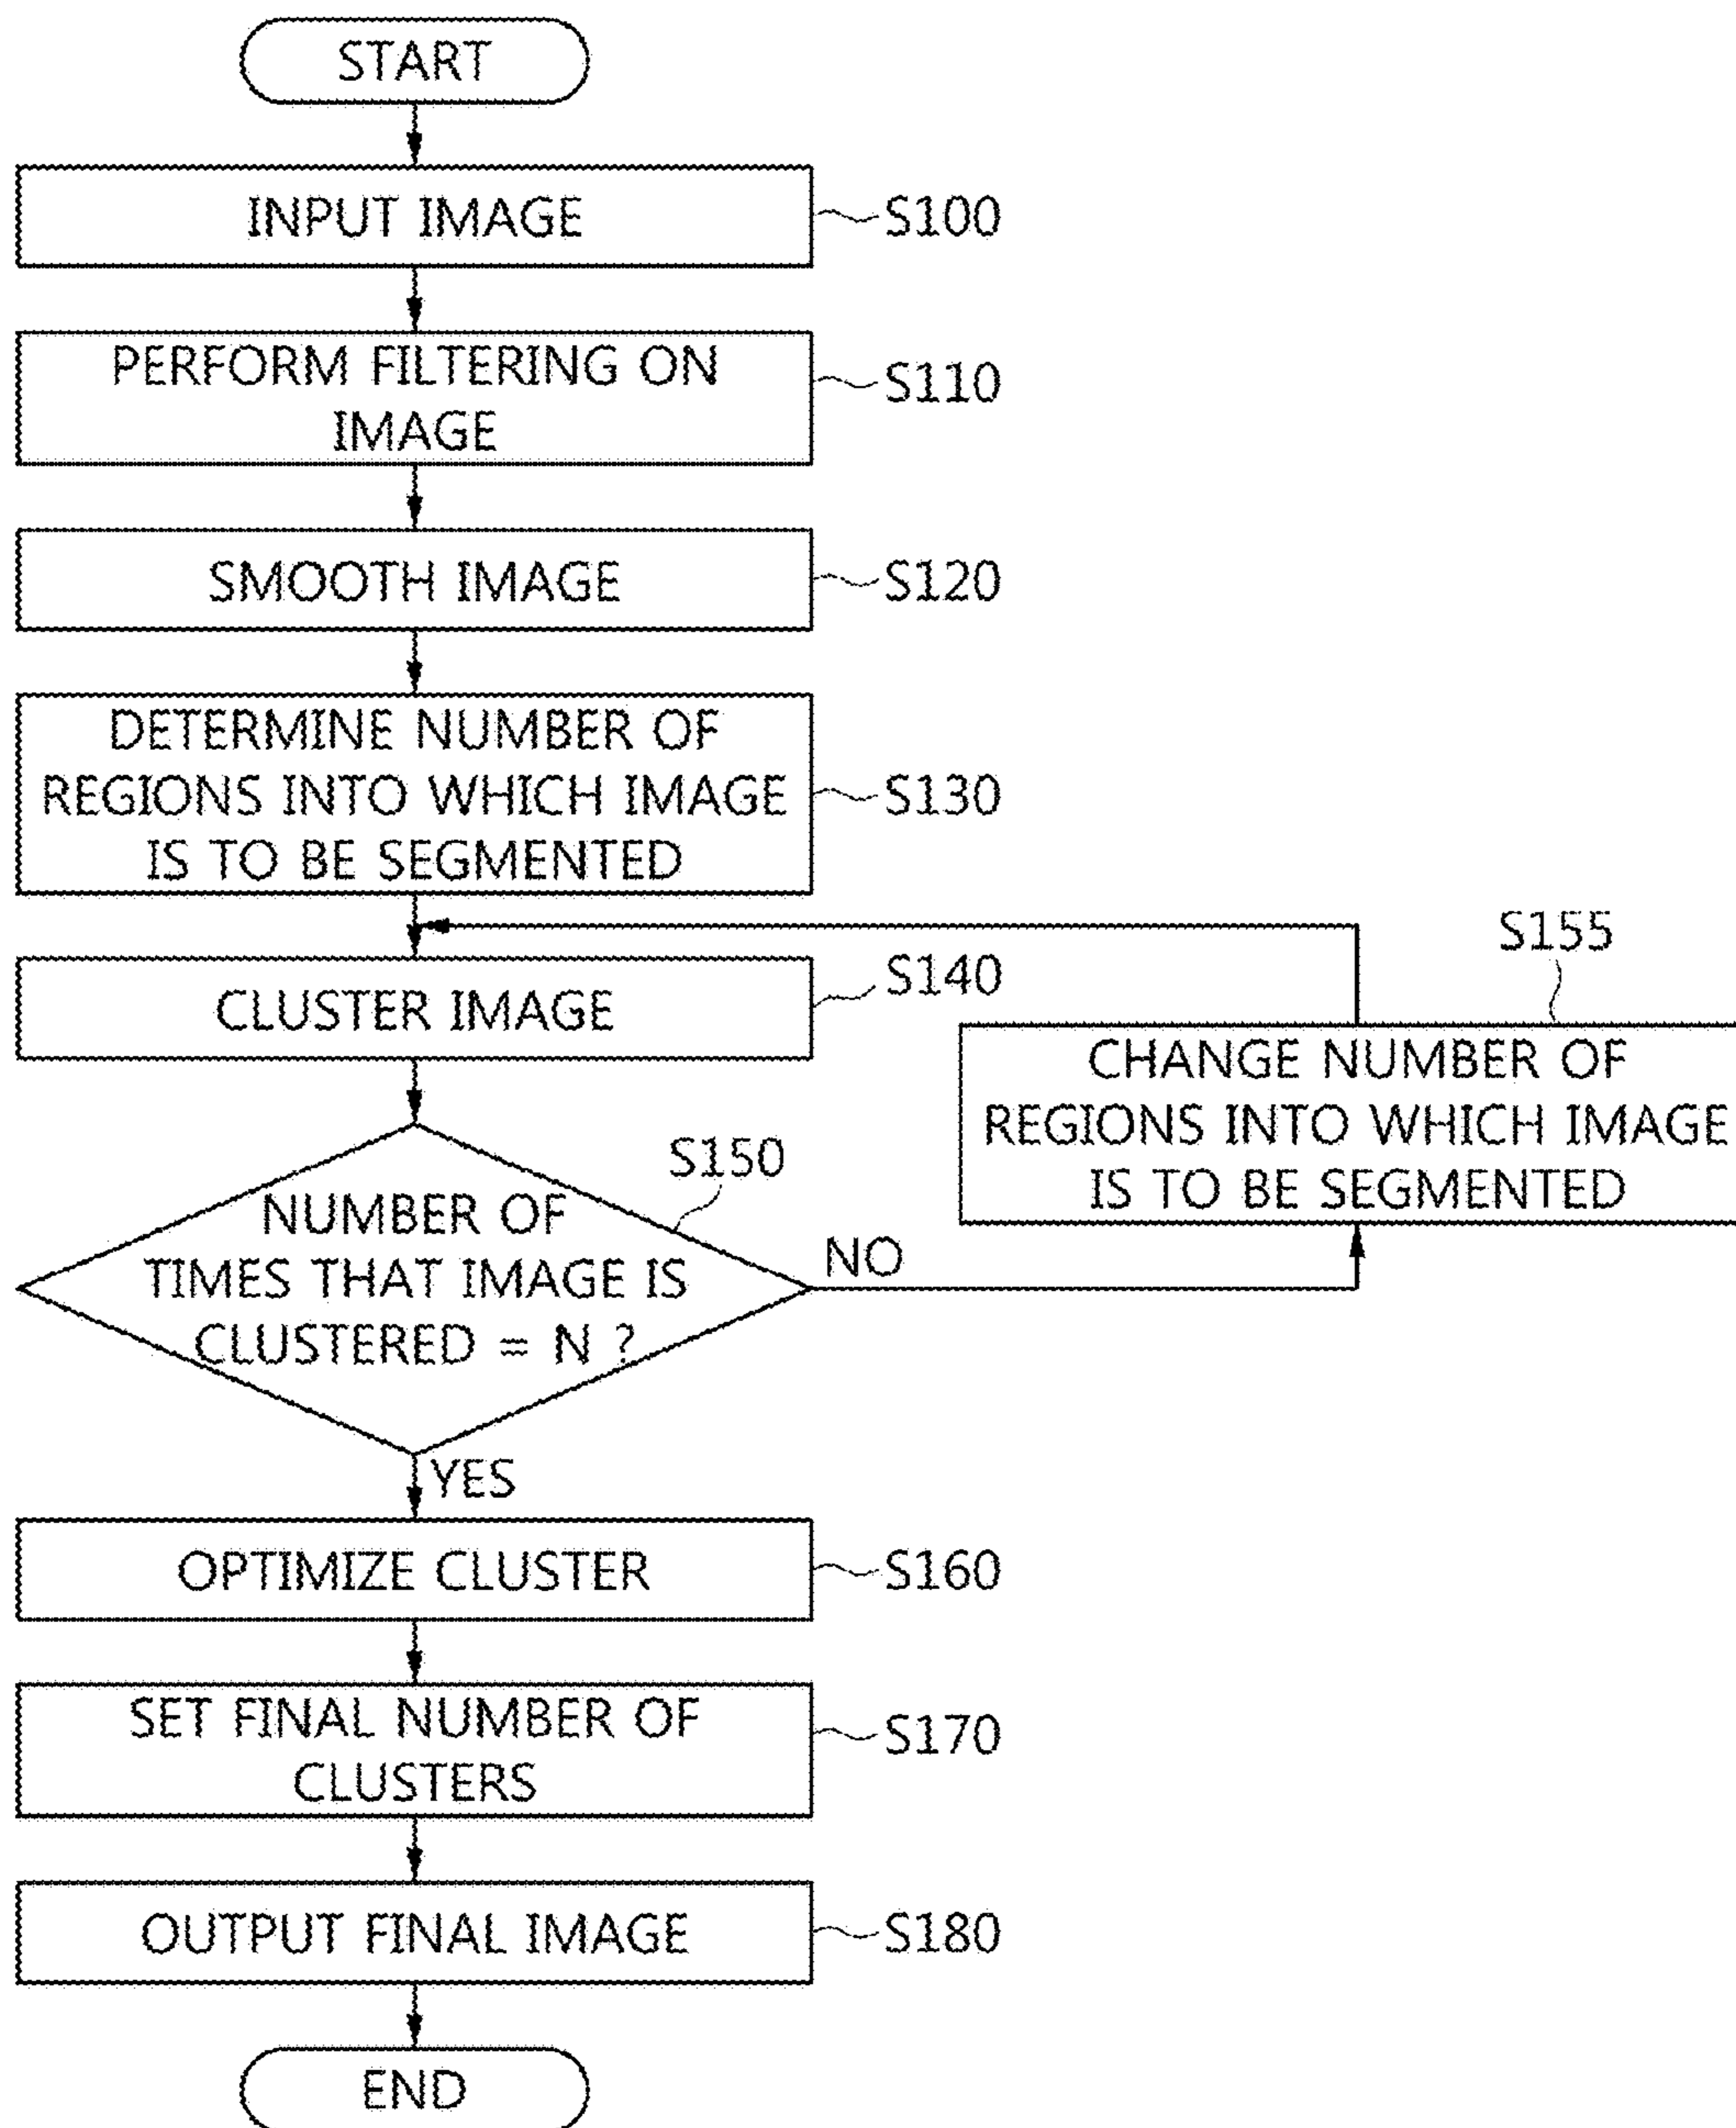 START
INPUT IMAGE
S100
PERFORM FILTERING ON
IMAGE
S110
SMOOTH IMAGE
S120
DETERMINE NUMBER OF
REGIONS INTO WHICH IMAGE
IS TO BE SEGMENTED
S130
CLUSTER IMAGE
S140
S155
CHANGE NUMBER OF
REGIONS INTO WHICH IMAGE
IS TO BE SEGMENTED
S150
NUMBER OF
TIMES THAT IMAGE IS
CLUSTERED = N ?
NO
YES
OPTIMIZE CLUSTER
S160
SET FINAL NUMBER OF
CLUSTERS
S170
OUTPUT FINAL IMAGE
S180
END